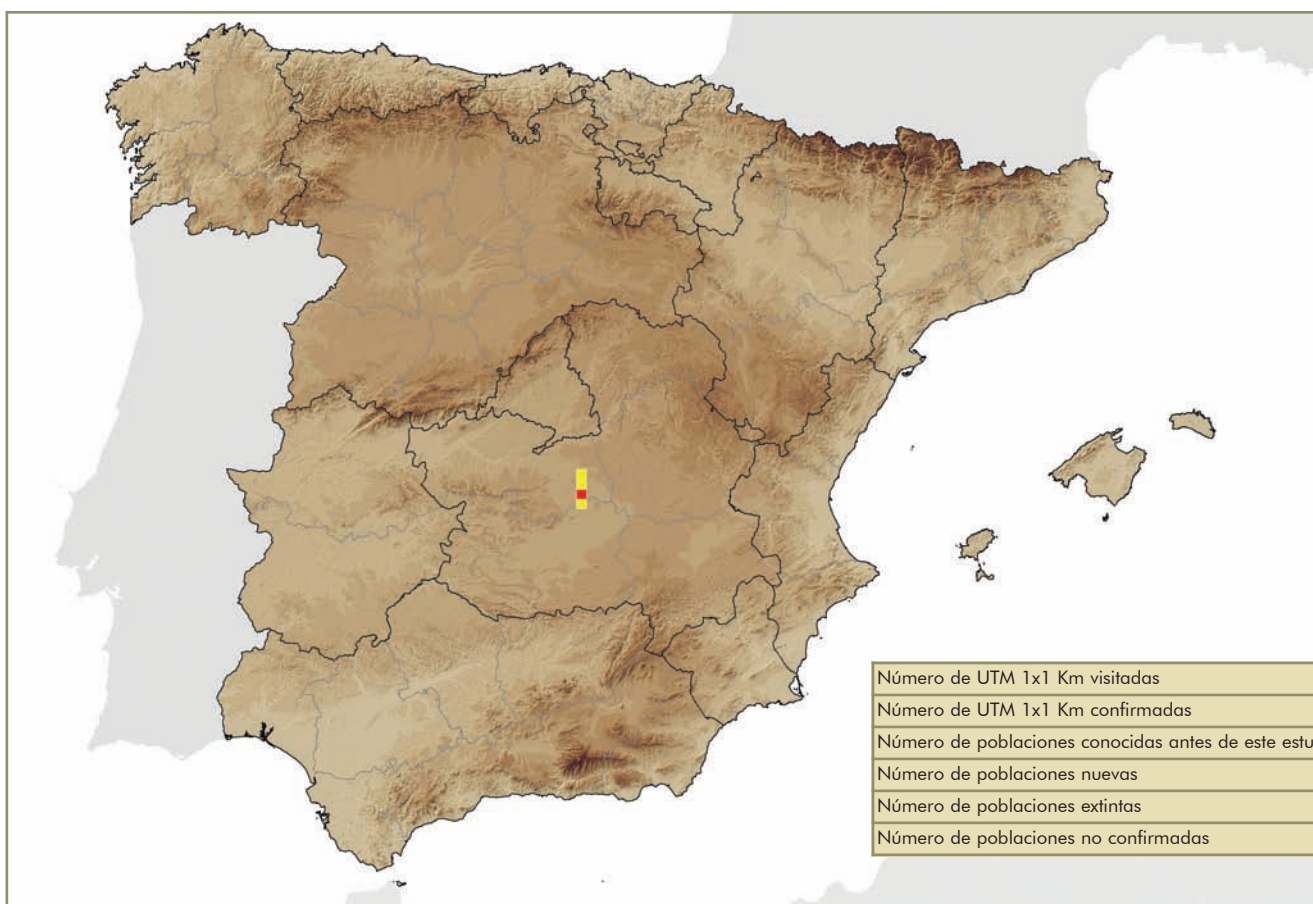 Número de UTM 1x1 Km visitadas
Número de UTM 1x1 Km confirmadas
Número de poblaciones conocidas antes de este estu
Número de poblaciones nuevas
Número de poblaciones extintas
Número de poblaciones no confirmadas